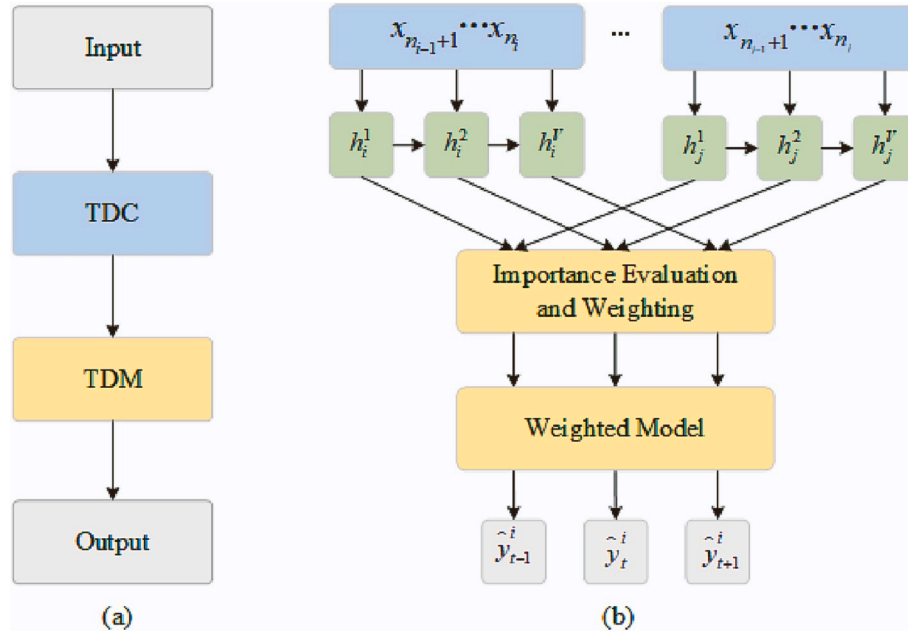 Input
TDC
TDM
Output
(a)
x_{n_{i-1}+1} ··· x_{n_i}
...
x_{n_{j-1}+1} ··· x_{n_j}
h_i^1
h_i^2
h_i^V
h_j^1
h_j^2
h_j^V
Importance Evaluation
and Weighting
Weighted Model
ŷ_{t-1}^i
ŷ_t^i
ŷ_{t+1}^i
(b)